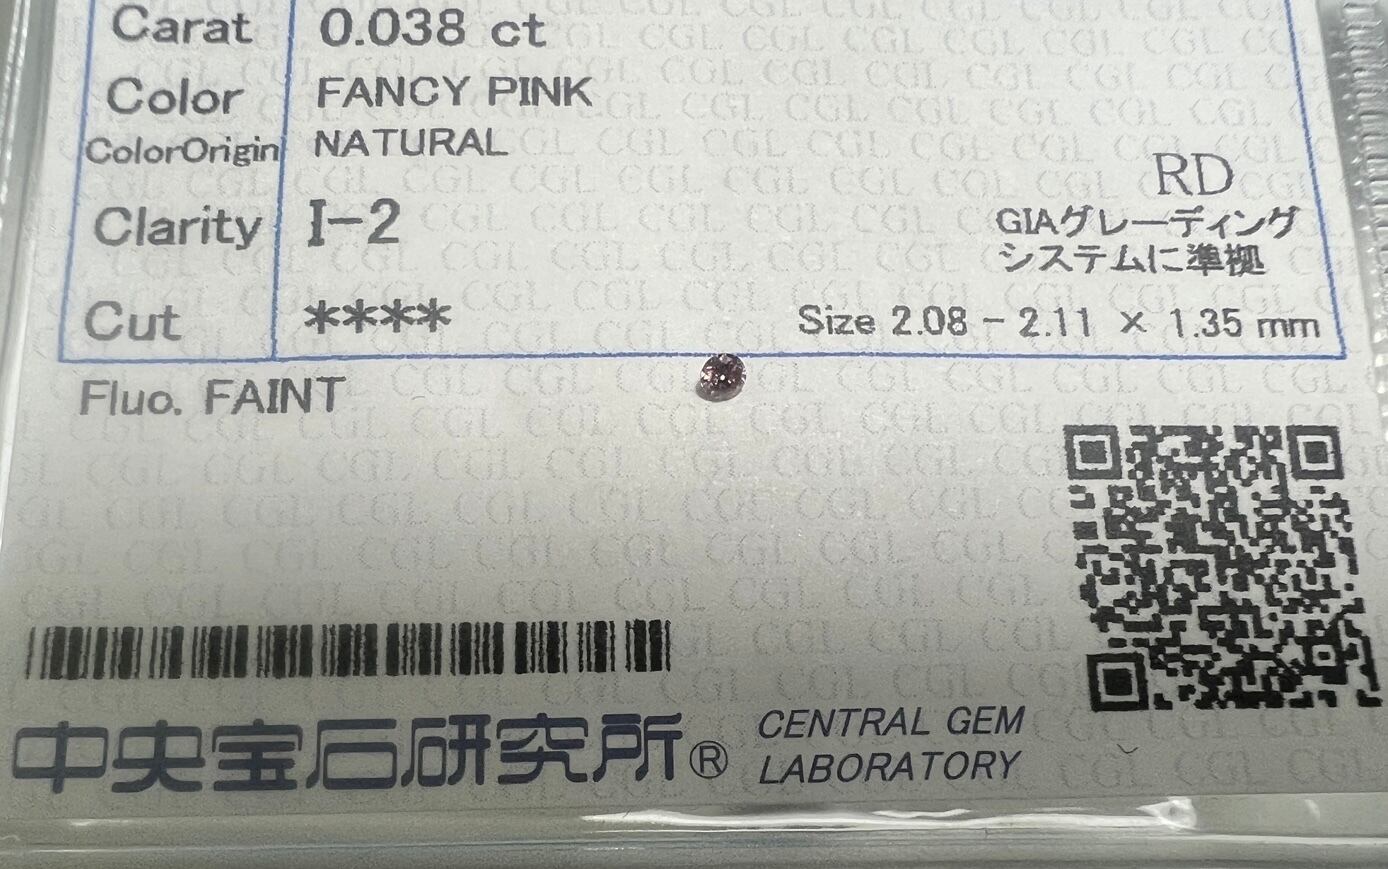 Carat 0.038 ct
Color FANCY PINK
ColorOrigin NATURAL
Clarity I-2
RD
GIAグレーディング
システムに準拠
Cut ****
Size 2.08 - 2.11 × 1.35 mm
Fluo. FAINT
中央宝石研究所®
CENTRAL GEM
LABORATORY